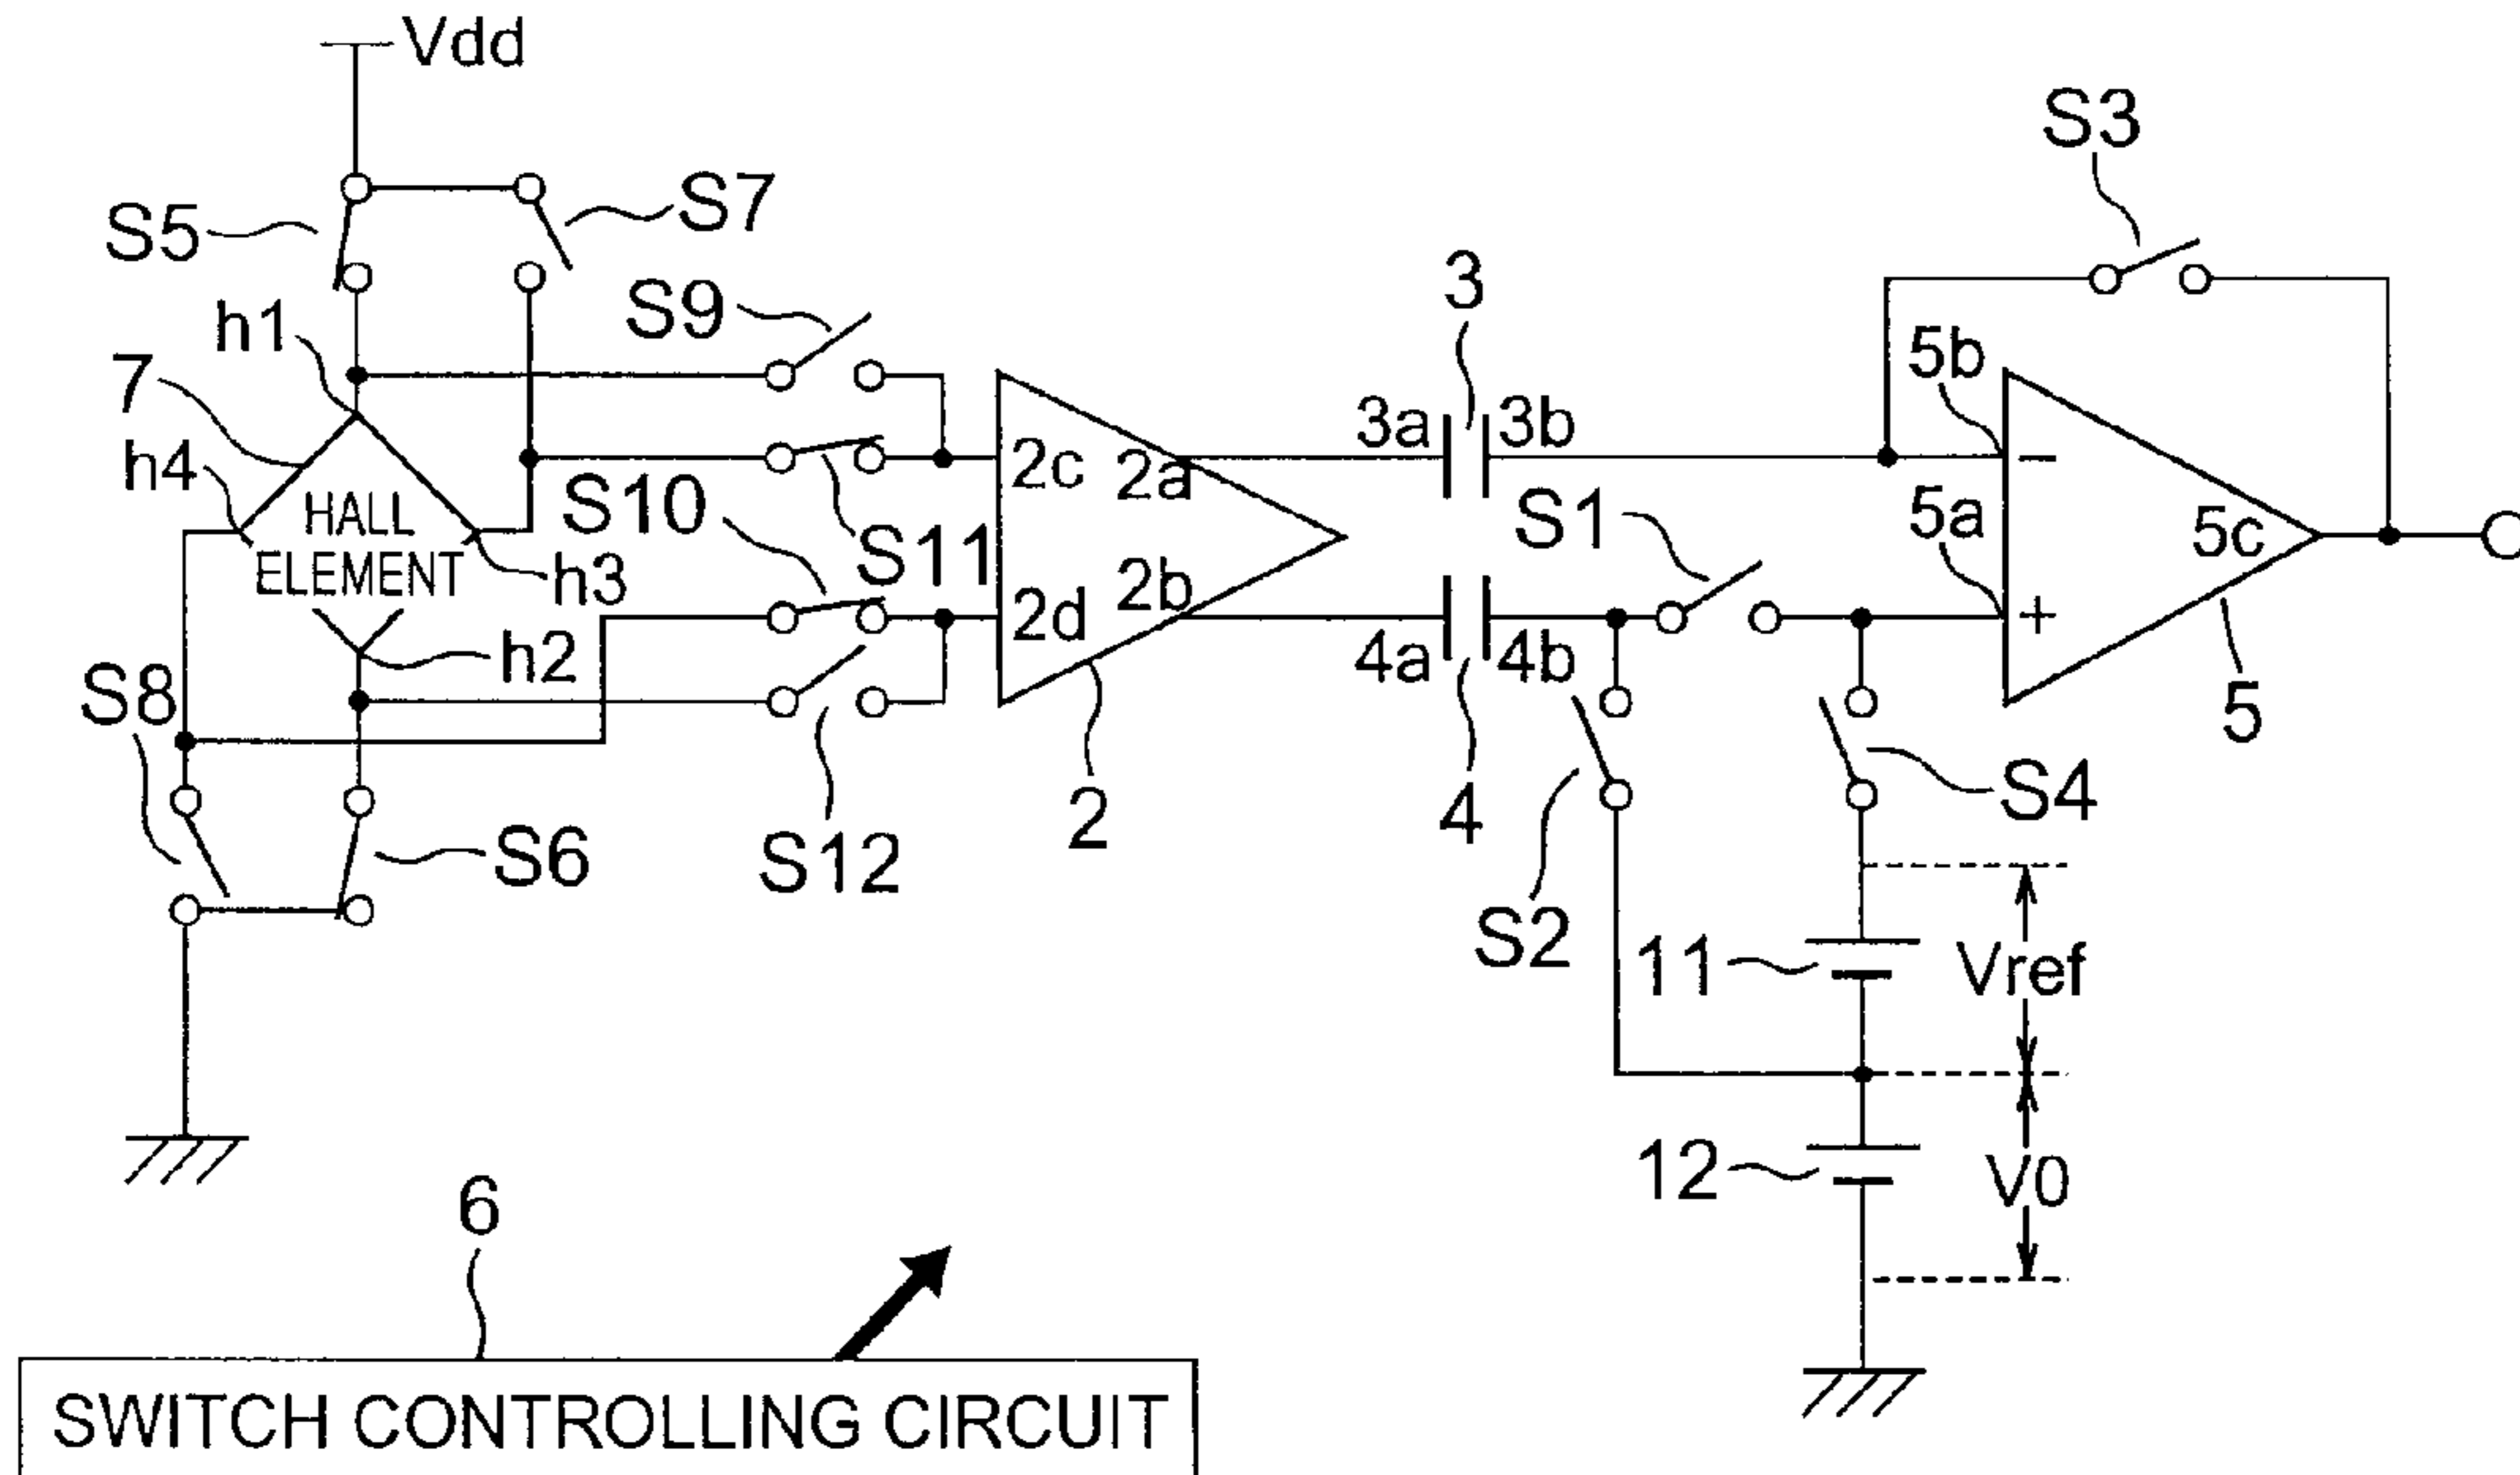 Vdd
S3
S5
S7
S9
3
h1
7
5b
3a
3b
h4
2c
2a
S10
S1
5a
HALL
ELEMENT
S11
5c
h3
2d
2b
h2
4a
4b
S8
5
S6
S12
2
4
S4
S2
11
Vref
12
V0
6
SWITCH CONTROLLING CIRCUIT
−
+